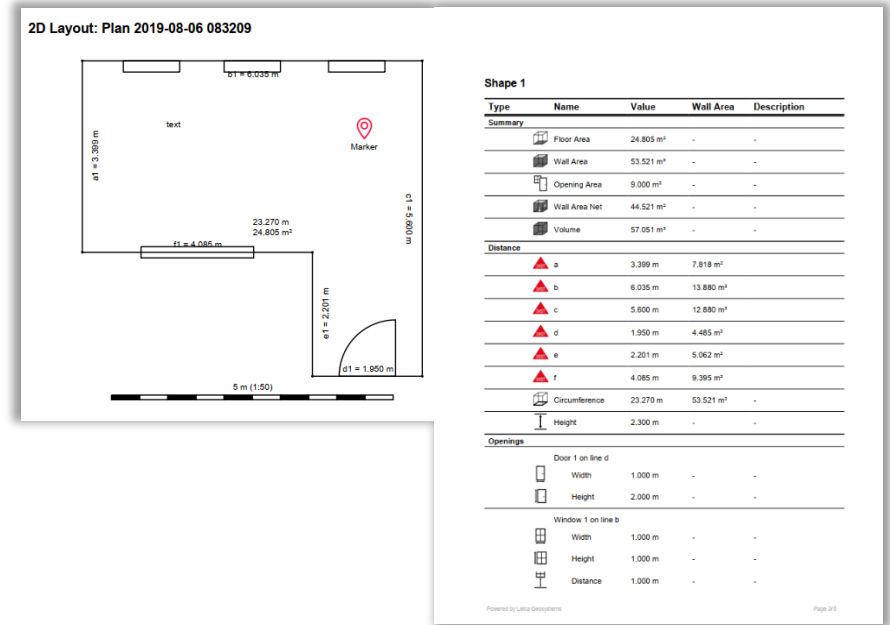 2D Layout: Plan 2019-08-06 083209
b1 = 6.035 m
text
Marker
a1 = 3.399 m
c1 = 5.600 m
23.270 m
24.805 m²
f1 = 4.085 m
e1 = 2.201 m
d1 = 1.950 m
5 m (1:50)
Shape 1
Type Name Value Wall Area Description
Summary
Floor Area 24.805 m² - -
Wall Area 53.521 m² - -
Opening Area 9.000 m² - -
Wall Area Net 44.521 m² - -
Volume 57.051 m³ - -
Distance
a 3.399 m 7.818 m²
b 6.035 m 13.880 m²
c 5.600 m 12.880 m²
d 1.950 m 4.485 m²
e 2.201 m 5.062 m²
f 4.085 m 9.395 m²
Circumference 23.270 m 53.521 m² -
Height 2.300 m - -
Openings
Door 1 on line d
Width 1.000 m - -
Height 2.000 m - -
Window 1 on line b
Width 1.000 m - -
Height 1.000 m - -
Distance 1.000 m - -
Powered by Leica Geosystems Page 3/5